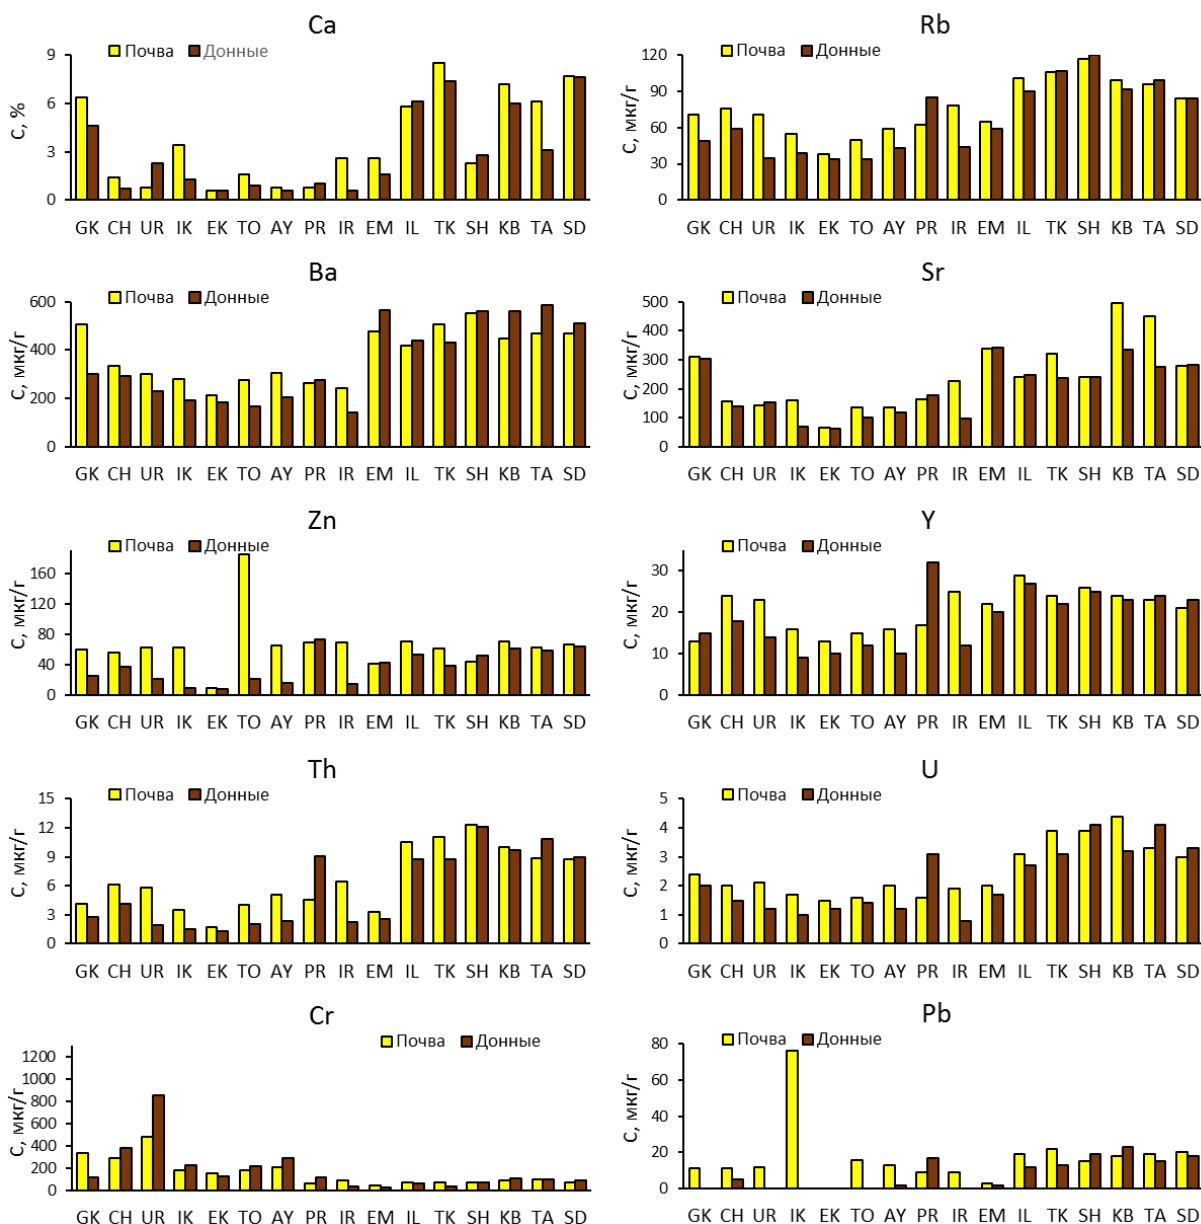 Ca
Почва Донные
C, %
9
6
3
0
GK CH UR IK EK TO AY PR IR EM IL TK SH KB TA SD
Rb
Почва Донные
C, мкг/г
120
90
60
30
0
GK CH UR IK EK TO AY PR IR EM IL TK SH KB TA SD
Ba
Почва Донные
C, мкг/г
600
400
200
0
GK CH UR IK EK TO AY PR IR EM IL TK SH KB TA SD
Sr
Почва Донные
C, мкг/г
500
400
300
200
100
0
GK CH UR IK EK TO AY PR IR EM IL TK SH KB TA SD
Zn
Почва Донные
C, мкг/г
160
120
80
40
0
GK CH UR IK EK TO AY PR IR EM IL TK SH KB TA SD
Y
Почва Донные
C, мкг/г
30
20
10
0
GK CH UR IK EK TO AY PR IR EM IL TK SH KB TA SD
Th
Почва Донные
C, мкг/г
15
12
9
6
3
0
GK CH UR IK EK TO AY PR IR EM IL TK SH KB TA SD
U
Почва Донные
C, мкг/г
5
4
3
2
1
0
GK CH UR IK EK TO AY PR IR EM IL TK SH KB TA SD
Cr
Почва Донные
C, мкг/г
1200
1000
800
600
400
200
0
GK CH UR IK EK TO AY PR IR EM IL TK SH KB TA SD
Pb
Почва Донные
C, мкг/г
80
60
40
20
0
GK CH UR IK EK TO AY PR IR EM IL TK SH KB TA SD